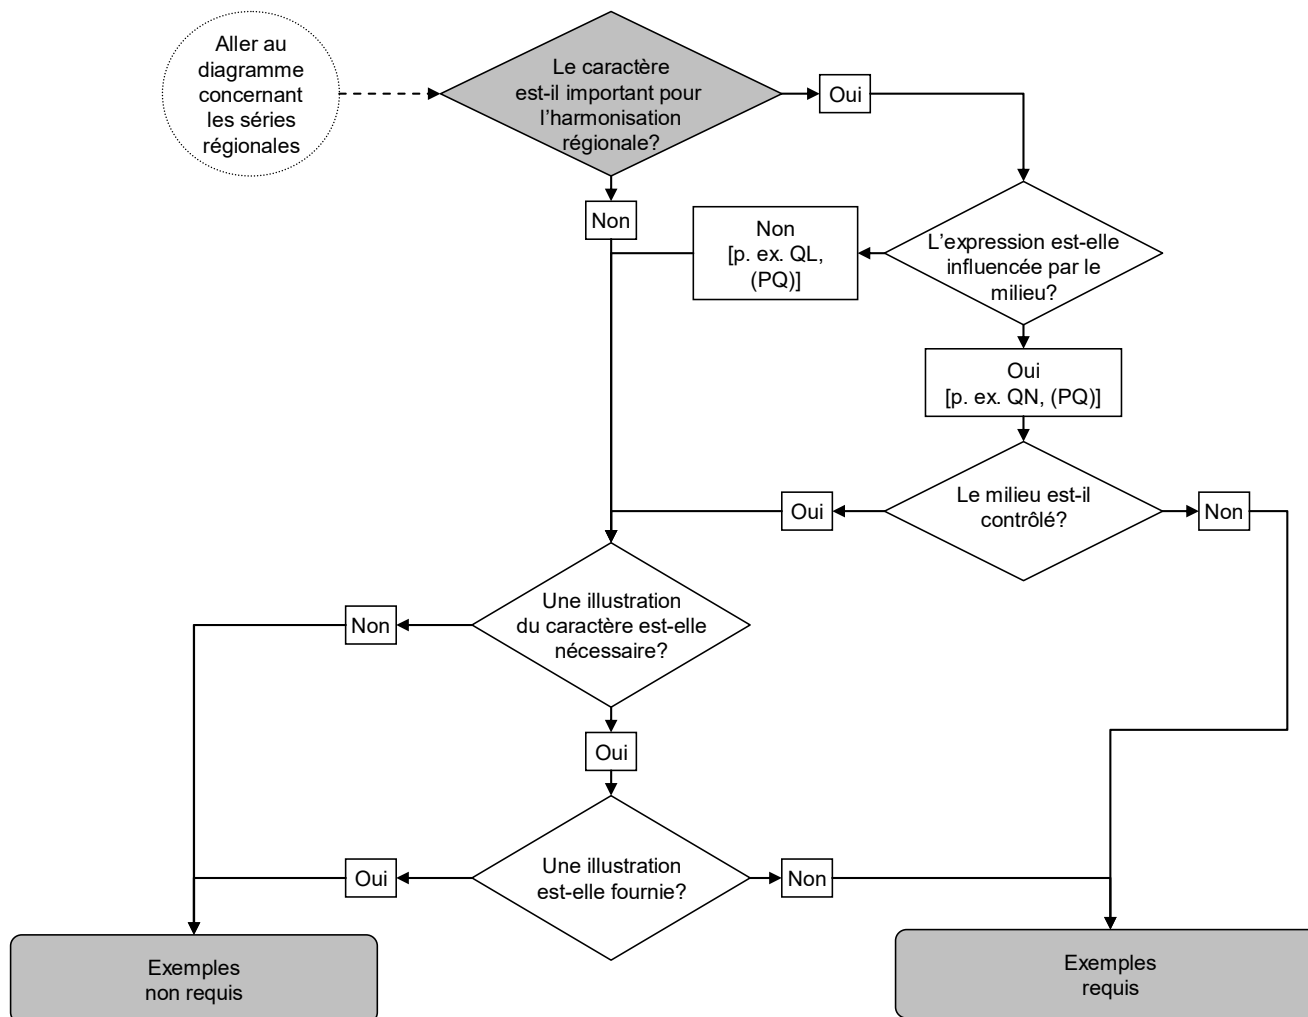 Aller au
diagramme
concernant
les séries
régionales
Le caractère
est-il important pour
l’harmonisation
régionale?
Oui
Non
Non
[p. ex. QL,
(PQ)]
L’expression est-elle
influencée par le
milieu?
Oui
[p. ex. QN, (PQ)]
Oui
Le milieu est-il
contrôlé?
Non
Non
Une illustration
du caractère est-elle
nécessaire?
Oui
Oui
Une illustration
est-elle fournie?
Non
Exemples
non requis
Exemples
requis